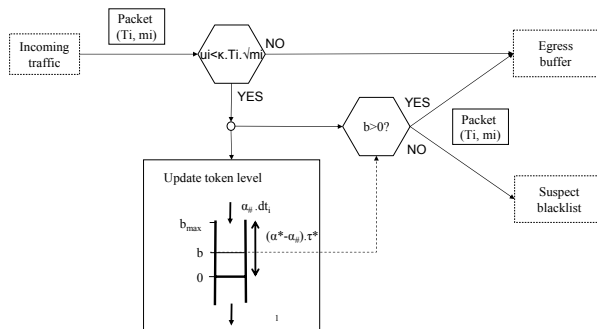 Packet
(Ti, mi)
Incoming
traffic
ui<κ.Ti.√mi
NO
Egress
buffer
YES
b>0?
YES
Packet
(Ti, mi)
NO
Update token level
α#.dti
bmax
(α*-α#).τ*
b
0
Suspect
blacklist
1